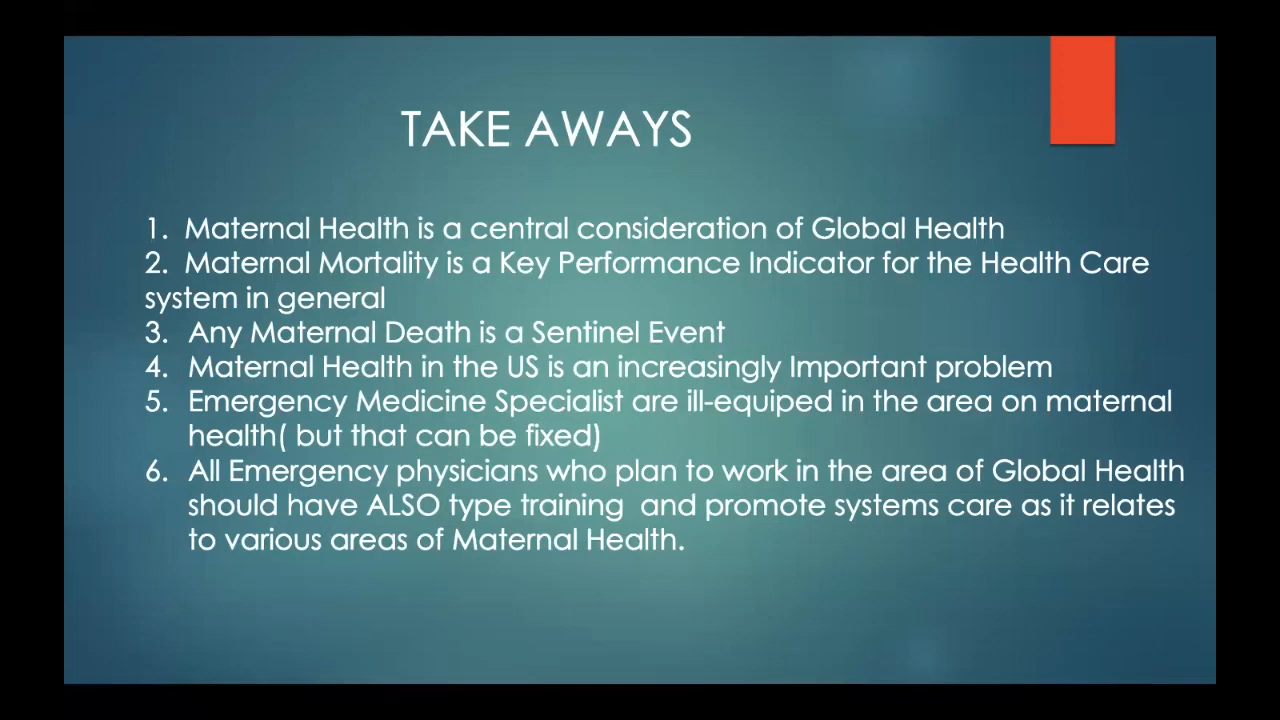 TAKE AWAYS
1. Maternal Health is a central consideration of Global Health
2. Maternal Mortality is a Key Performance Indicator for the Health Care
system in general
3. Any Maternal Death is a Sentinel Event
4. Maternal Health in the US is an increasingly Important problem
5. Emergency Medicine Specialist are ill-equiped in the area on maternal
health( but that can be fixed)
6. All Emergency physicians who plan to work in the area of Global Health
should have ALSO type training  and promote systems care as it relates
to various areas of Maternal Health.